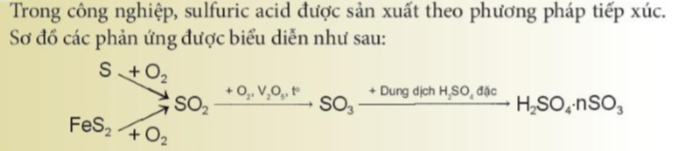 Trong công nghiệp, sulfuric acid được sản xuất theo phương pháp tiếp xúc.
Sơ đồ các phản ứng được biểu diễn như sau:
S + O₂
SO₂ + O₂, V₂O₅, t° SO₃ + Dung dịch H₂SO₄ đặc H₂SO₄·nSO₃
FeS₂ + O₂